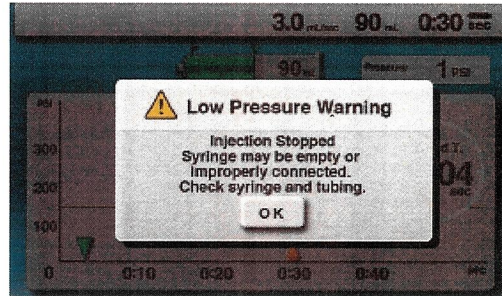 3.0 mL/sec 90 mL 0:30 SEC
90 mL
Pressure 1 PSI
Low Pressure Warning
Injection Stopped
Syringe may be empty or
improperly connected.
Check syringe and tubing.
OK
PSI
300
200
100
04
SEC
0 0:10 0:20 0:30 0:40 SEC